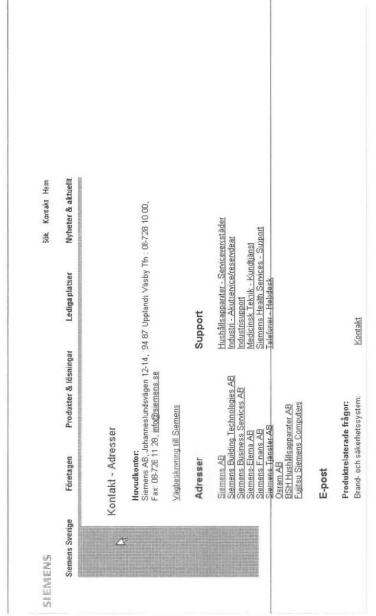 SIEMENS
Sök Kontakt Hem
Siemens Sverige Företagen Produkter & lösningar Lediga platser Nyheter & aktuellt
Kontakt - Adresser
Huvudkontor:
Siemens AB, Johanneslundsvägen 12-14, 194 87 Upplands Väsby Tfn : 08-728 10 00,
Fax: 08-728 11 28, info@siemens.se
Vägbeskrivning till Siemens
Adresser
Siemens AB
Siemens Building Technologies AB
Siemens Business Services AB
Siemens-Elema AB
Siemens Finans AB
Siemens Tjänster AB
Osram AB
BSH Hushållsapparater AB
Fujitsu Siemens Computers
Support
Hushållsapparater - Serviceverkstäder
Industri - Akutservice/reservdelar
Industrisupport
Medicinsk Teknik - Kundtjänst
Siemens Health Services - Support
Telefoner - Helpdesk
E-post
Produktrelaterade frågor:
Brand- och säkerhetssystem: Kontakt